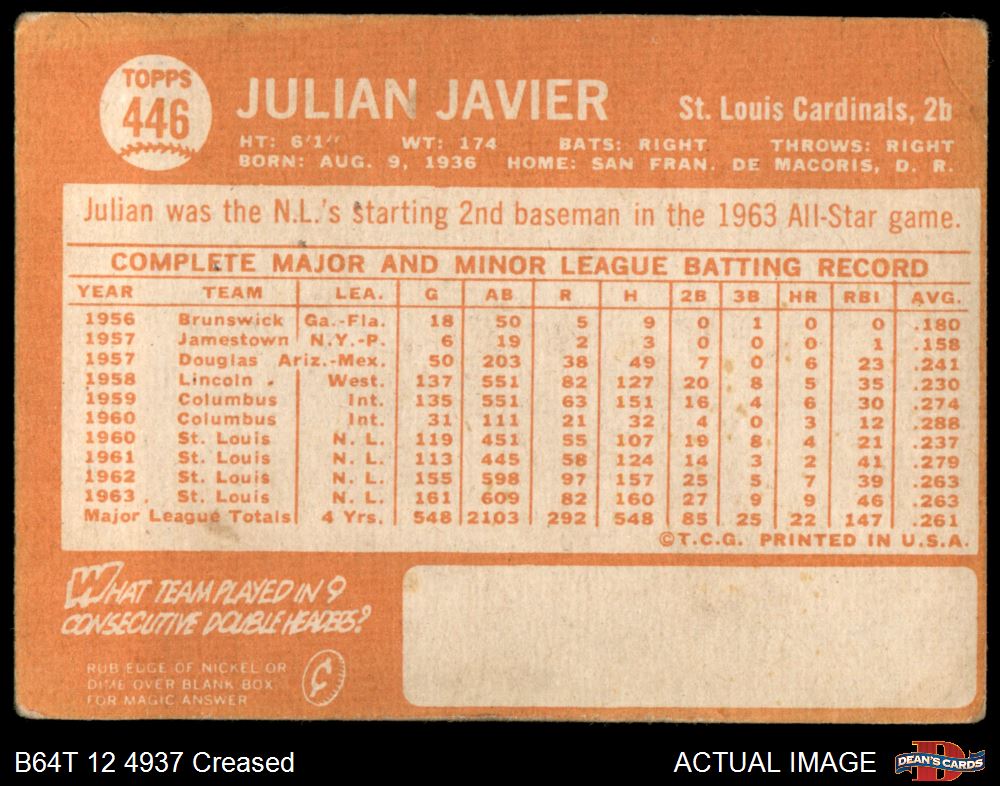 TOPPS
446
JULIAN JAVIER St. Louis Cardinals, 2b
HT: 6'1" WT: 174 BATS: RIGHT THROWS: RIGHT
BORN: AUG. 9, 1936 HOME: SAN FRAN. DE MACORIS, D. R.
Julian was the N.L.'s starting 2nd baseman in the 1963 All-Star game.
COMPLETE MAJOR AND MINOR LEAGUE BATTING RECORD
YEAR TEAM LEA. G AB R H 2B 3B HR RBI AVG.
1956 Brunswick Ga.-Fla. 18 50 5 9 0 1 0 0 .180
1957 Jamestown N.Y.-P. 6 19 2 3 0 0 0 1 .158
1957 Douglas Ariz.-Mex. 50 203 38 49 7 0 6 23 .241
1958 Lincoln West. 137 551 82 127 20 8 5 35 .230
1959 Columbus Int. 135 551 63 151 16 4 6 30 .274
1960 Columbus Int. 31 111 21 32 4 0 3 12 .288
1960 St. Louis N. L. 119 451 55 107 19 8 4 21 .237
1961 St. Louis N. L. 113 445 58 124 14 3 2 41 .279
1962 St. Louis N. L. 155 598 97 157 25 5 7 39 .263
1963 St. Louis N. L. 161 609 82 160 27 9 9 46 .263
Major League Totals 4 Yrs. 548 2103 292 548 85 25 22 147 .261
©T.C.G. PRINTED IN U.S.A.
WHAT TEAM PLAYED IN 9
CONSECUTIVE DOUBLE HEADERS?
RUB EDGE OF NICKEL OR
DIME OVER BLANK BOX
FOR MAGIC ANSWER
¢
B64T 12 4937 Creased ACTUAL IMAGE
D
DEAN'S CARDS